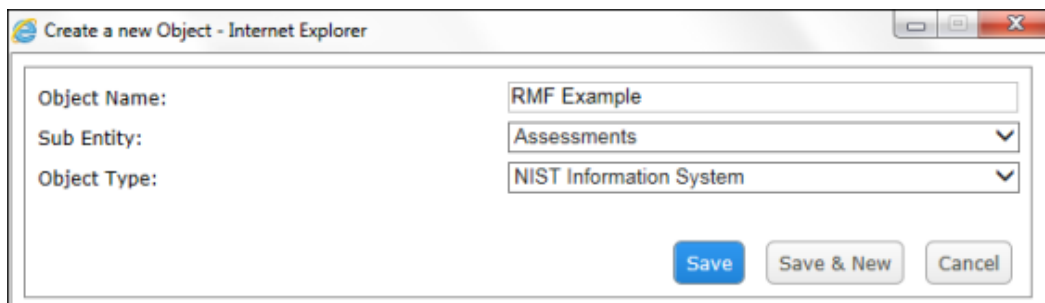 Create a new Object - Internet Explorer
Object Name: RMF Example
Sub Entity: Assessments
Object Type: NIST Information System
Save Save & New Cancel